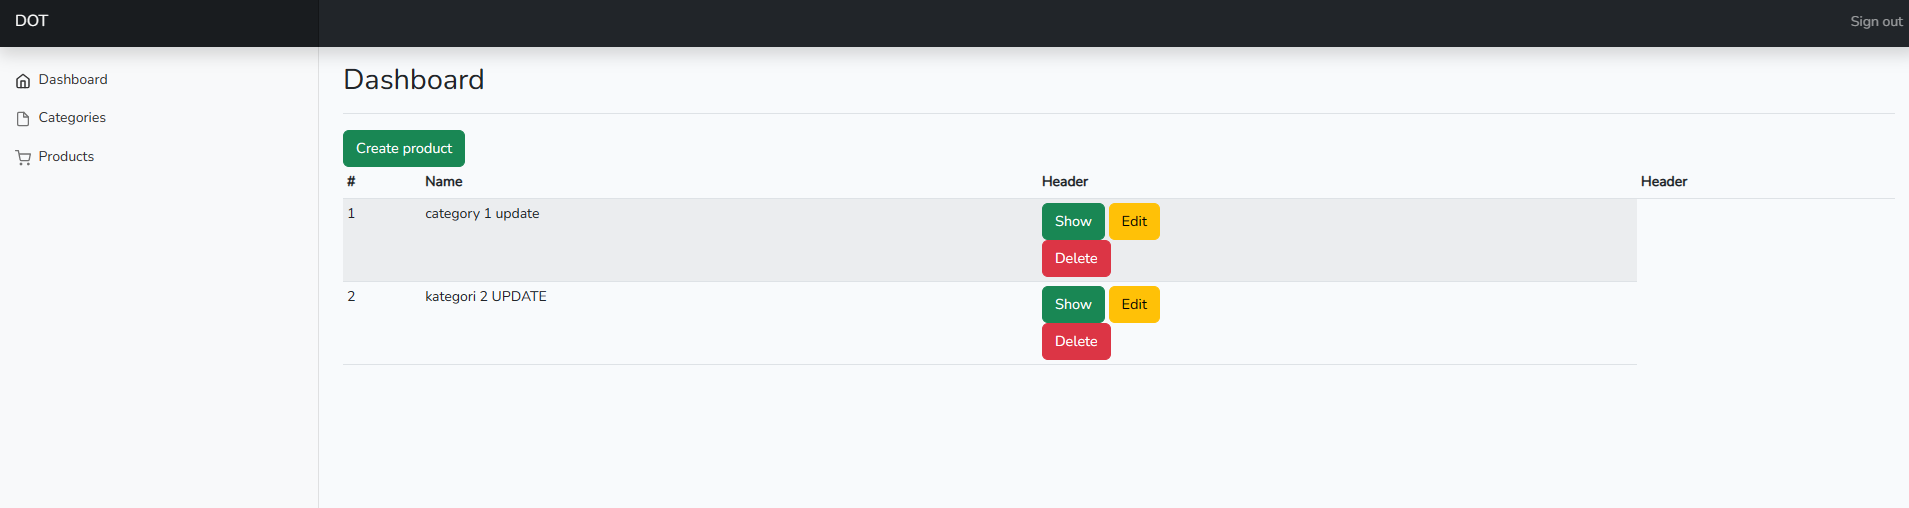 DOT
Sign out
Dashboard
Categories
Products
Dashboard
Create product
# Name Header Header
1 category 1 update Show Edit
Delete
2 kategori 2 UPDATE Show Edit
Delete